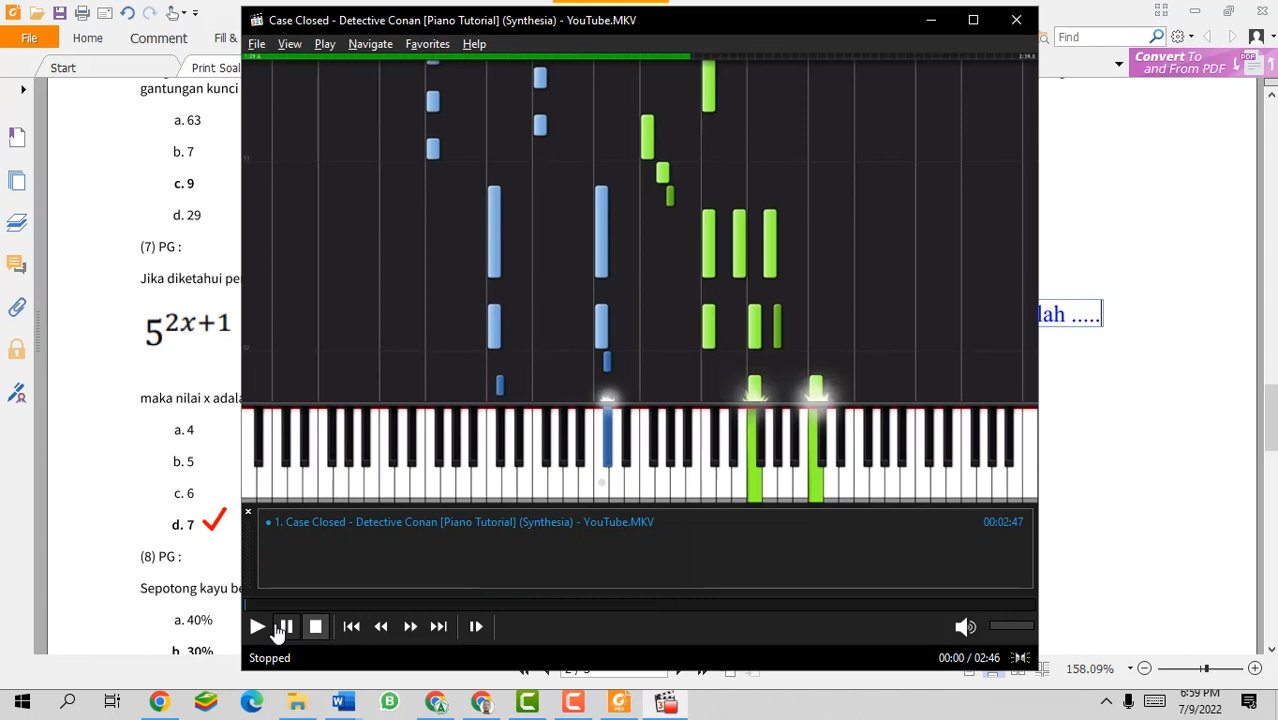 File Home Comment Fill &
Find
Convert To
and From PDF
Start Print Soal
Case Closed - Detective Conan [Piano Tutorial] (Synthesia) - YouTube.MKV
File View Play Navigate Favorites Help
gantungan kunci
a. 63
b. 7
c. 9
d. 29
(7) PG :
Jika diketahui per
lah .....
5^{2x+1}
maka nilai x adala
a. 4
b. 5
c. 6
d. 7
(8) PG :
Sepotong kayu be
a. 40%
b. 30%
• 1. Case Closed - Detective Conan [Piano Tutorial] (Synthesia) - YouTube.MKV 00:02:47
Stopped 00:00 / 02:46
158.09%
6:59 PM
7/9/2022